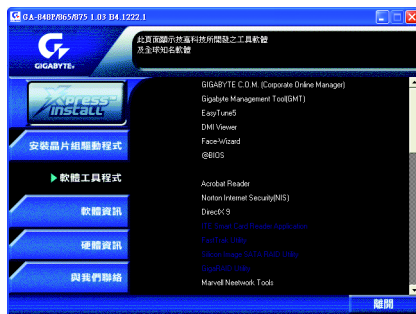 GA-848P/865/875 1.03 B4.1222.1
GIGABYTE
此頁面顯示技嘉科技所開發之工具軟體
及全球知名軟體
Xpress
INSTALL
安裝晶片組驅動程式
軟體工具程式
軟體資訊
硬體資訊
與我們聯絡
GIGABYTE C.O.M. (Corporate Online Manager)
Gigabyte Management Tool(GMT)
EasyTune5
DMI Viewer
Face-Wizard
@BIOS
Acrobat Reader
Norton Internet Security(NIS)
DirectX 9
Marvell Neetwork Tools
離開